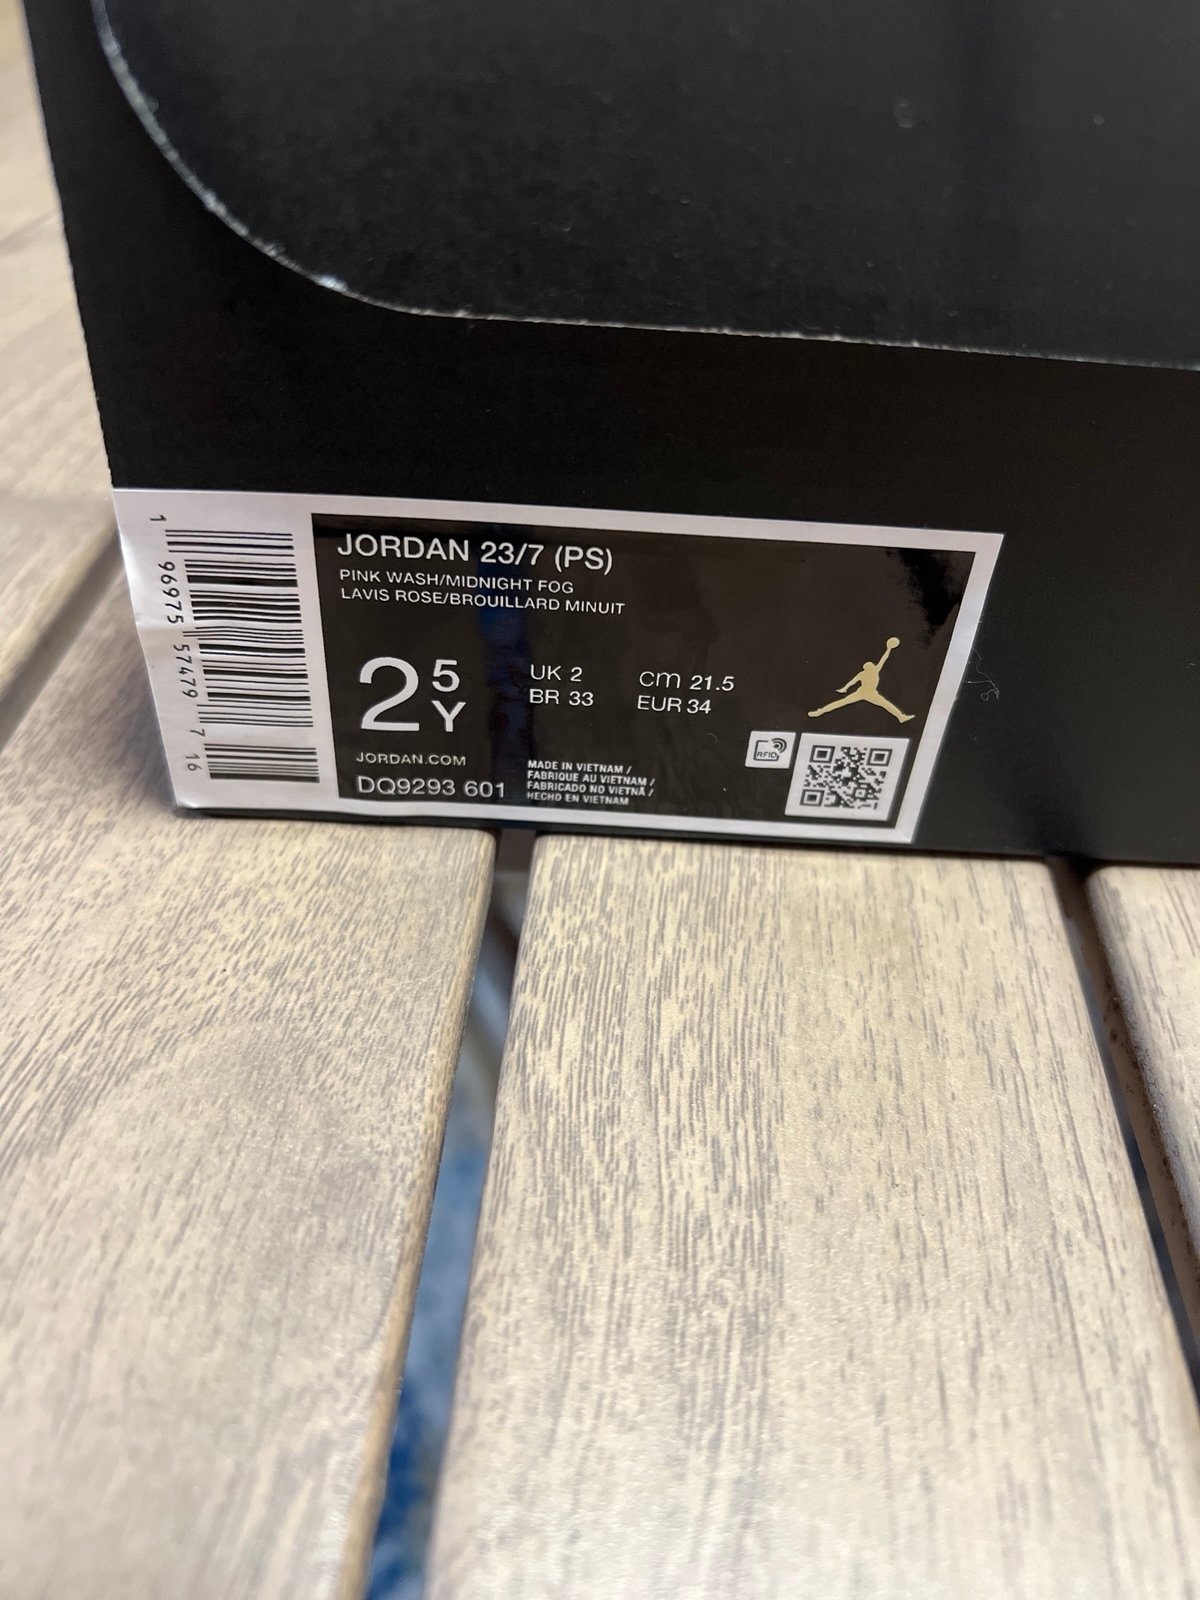 JORDAN 23/7 (PS)
PINK WASH/MIDNIGHT FOG
LAVIS ROSE/BROUILLARD MINUIT
2 5Y
UK 2
BR 33
cm 21.5
EUR 34
JORDAN.COM
DQ9293 601
MADE IN VIETNAM /
FABRIQUE AU VIETNAM /
FABRICADO NO VIETNÃ /
HECHO EN VIETNAM
RFID
1 96975 57479 7 16